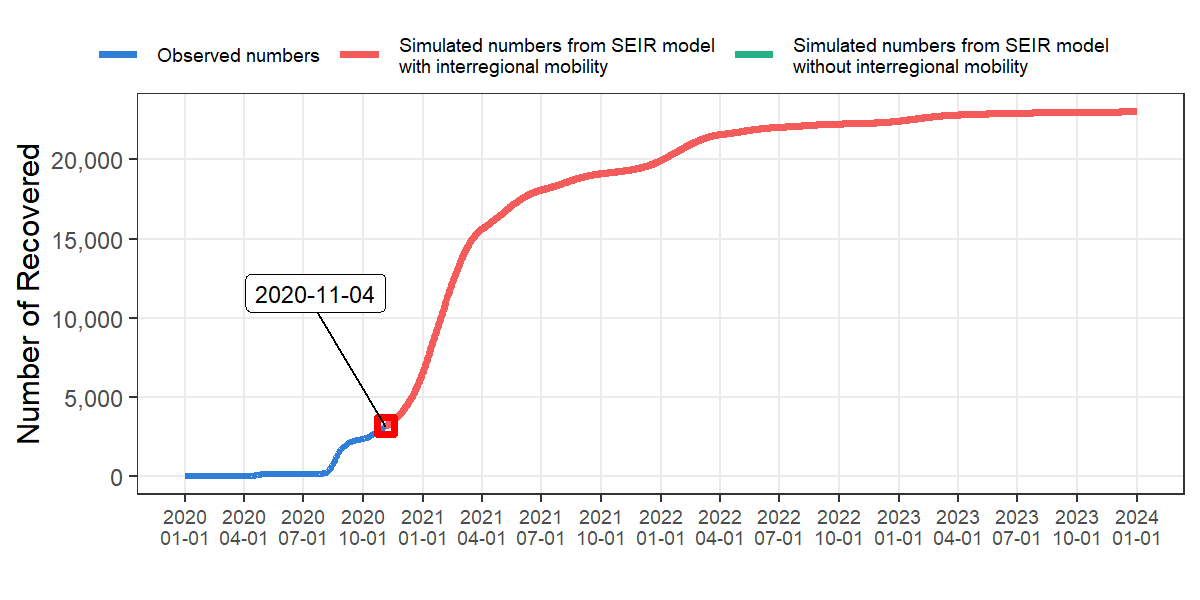 Observed numbers
Simulated numbers from SEIR model
with interregional mobility
Simulated numbers from SEIR model
without interregional mobility
Number of Recovered
20,000
15,000
10,000
5,000
0
2020-11-04
2020 2020 2020 2020 2021 2021 2021 2021 2022 2022 2022 2022 2023 2023 2023 2023 2024
01-01 04-01 07-01 10-01 01-01 04-01 07-01 10-01 01-01 04-01 07-01 10-01 01-01 04-01 07-01 10-01 01-01